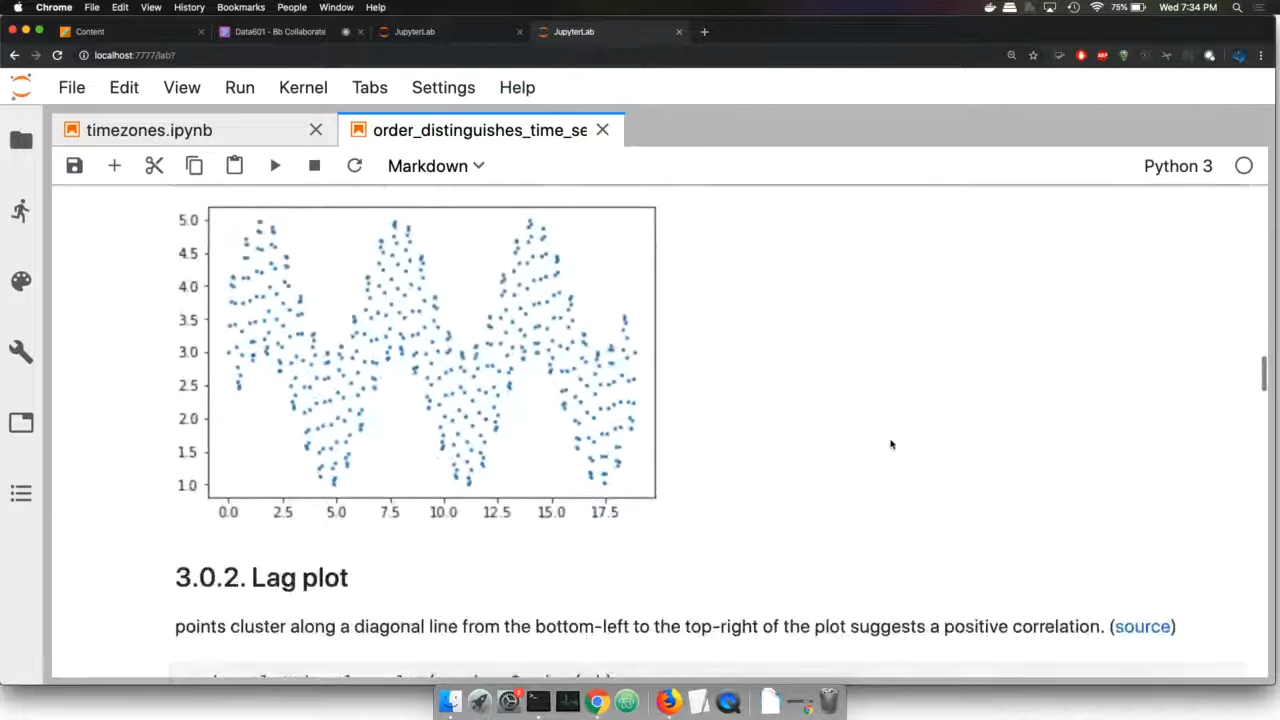 Chrome File Edit View History Bookmarks People Window Help 75% Wed 7:34 PM
Content Data601 - Bb Collaborate JupyterLab JupyterLab
localhost:7777/lab? ABP
File Edit View Run Kernel Tabs Settings Help
timezones.ipynb order_distinguishes_time_se
Markdown Python 3
5.0
4.5
4.0
3.5
3.0
2.5
2.0
1.5
1.0
0.0 2.5 5.0 7.5 10.0 12.5 15.0 17.5
3.0.2. Lag plot
points cluster along a diagonal line from the bottom-left to the top-right of the plot suggests a positive correlation. (source)